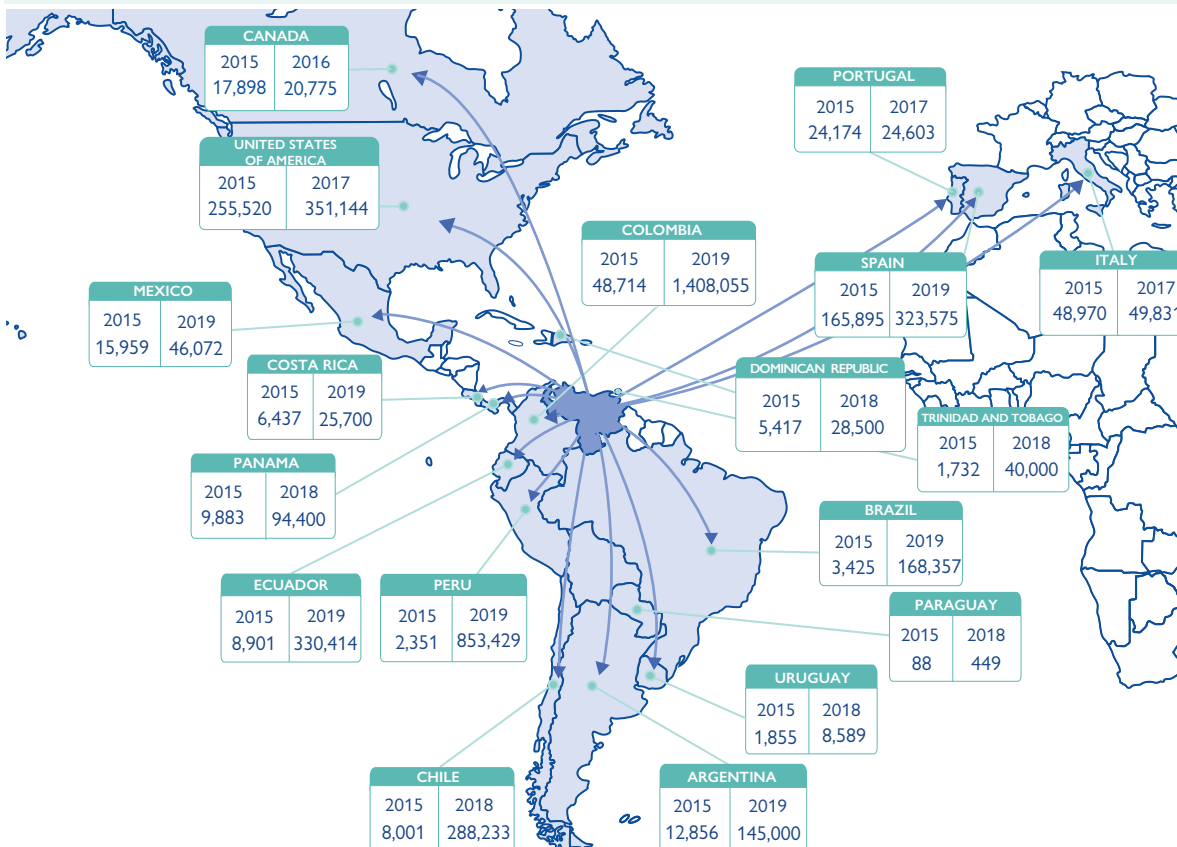 CANADA
2015 2016
17,898 20,775
UNITED STATES
OF AMERICA
2015 2017
255,520 351,144
MEXICO
2015 2019
15,959 46,072
COSTA RICA
2015 2019
6,437 25,700
PANAMA
2015 2018
9,883 94,400
ECUADOR
2015 2019
8,901 330,414
PERU
2015 2019
2,351 853,429
CHILE
2015 2018
8,001 288,233
ARGENTINA
2015 2019
12,856 145,000
URUGUAY
2015 2018
1,855 8,589
PARAGUAY
2015 2018
88 449
BRAZIL
2015 2019
3,425 168,357
TRINIDAD AND TOBAGO
2015 2018
1,732 40,000
DOMINICAN REPUBLIC
2015 2018
5,417 28,500
COLOMBIA
2015 2019
48,714 1,408,055
SPAIN
2015 2019
165,895 323,575
ITALY
2015 2017
48,970 49,831
PORTUGAL
2015 2017
24,174 24,603